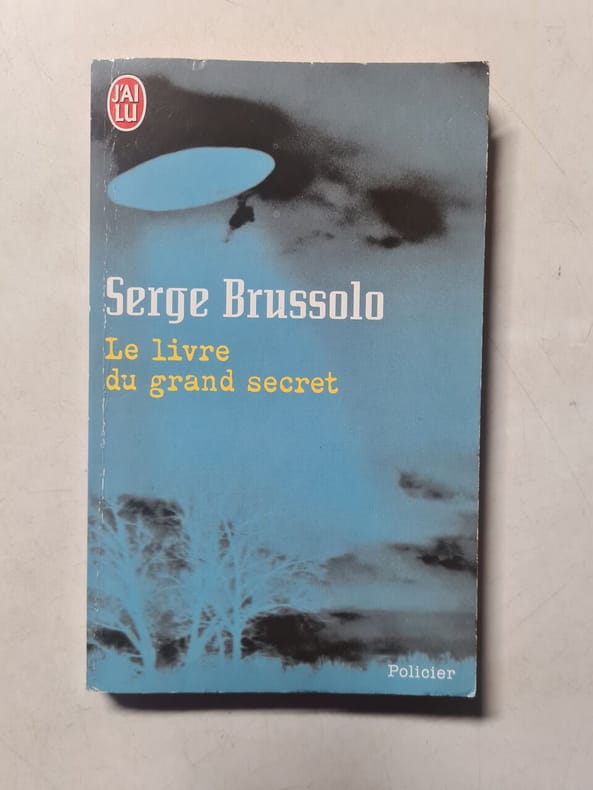 J'AI
LU
Serge Brussolo
Le livre
du grand secret
Policier